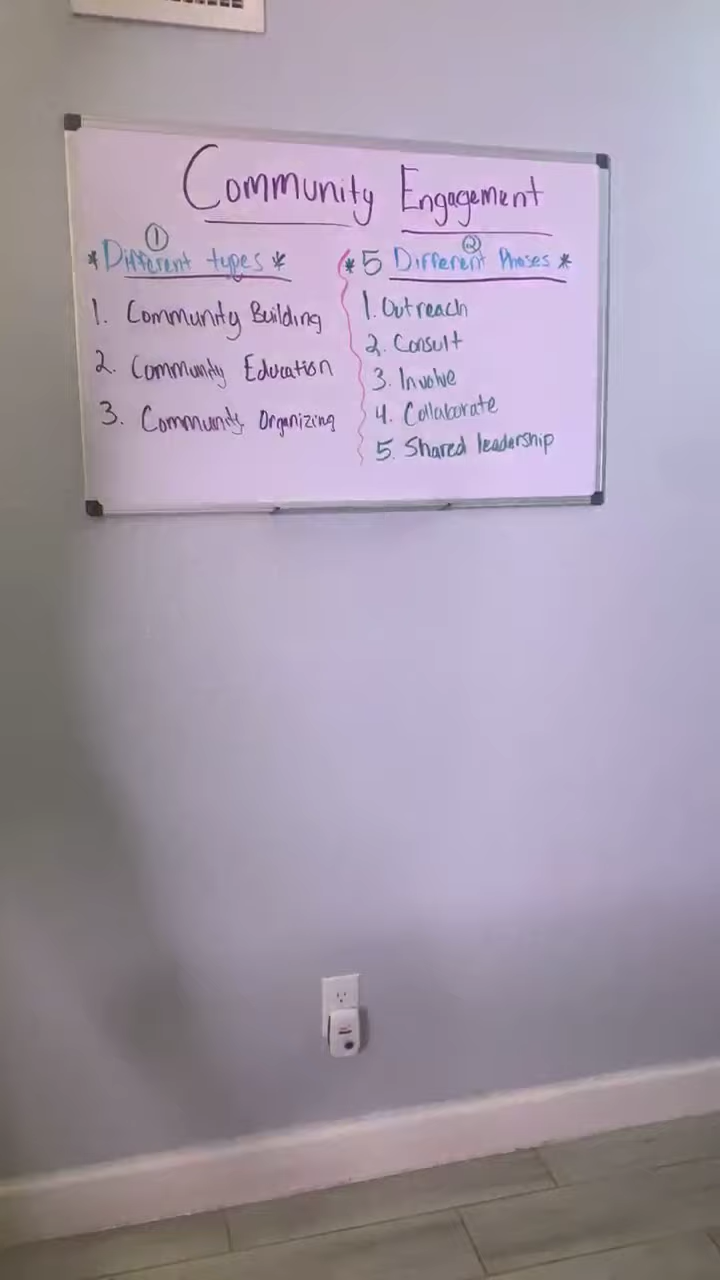 Community Engagement
①
*Different types*
1. Community Building
2. Community Education
3. Community Organizing
②
*5 Different Phases*
1. Outreach
2. Consult
3. Involve
4. Collaborate
5. Shared leadership